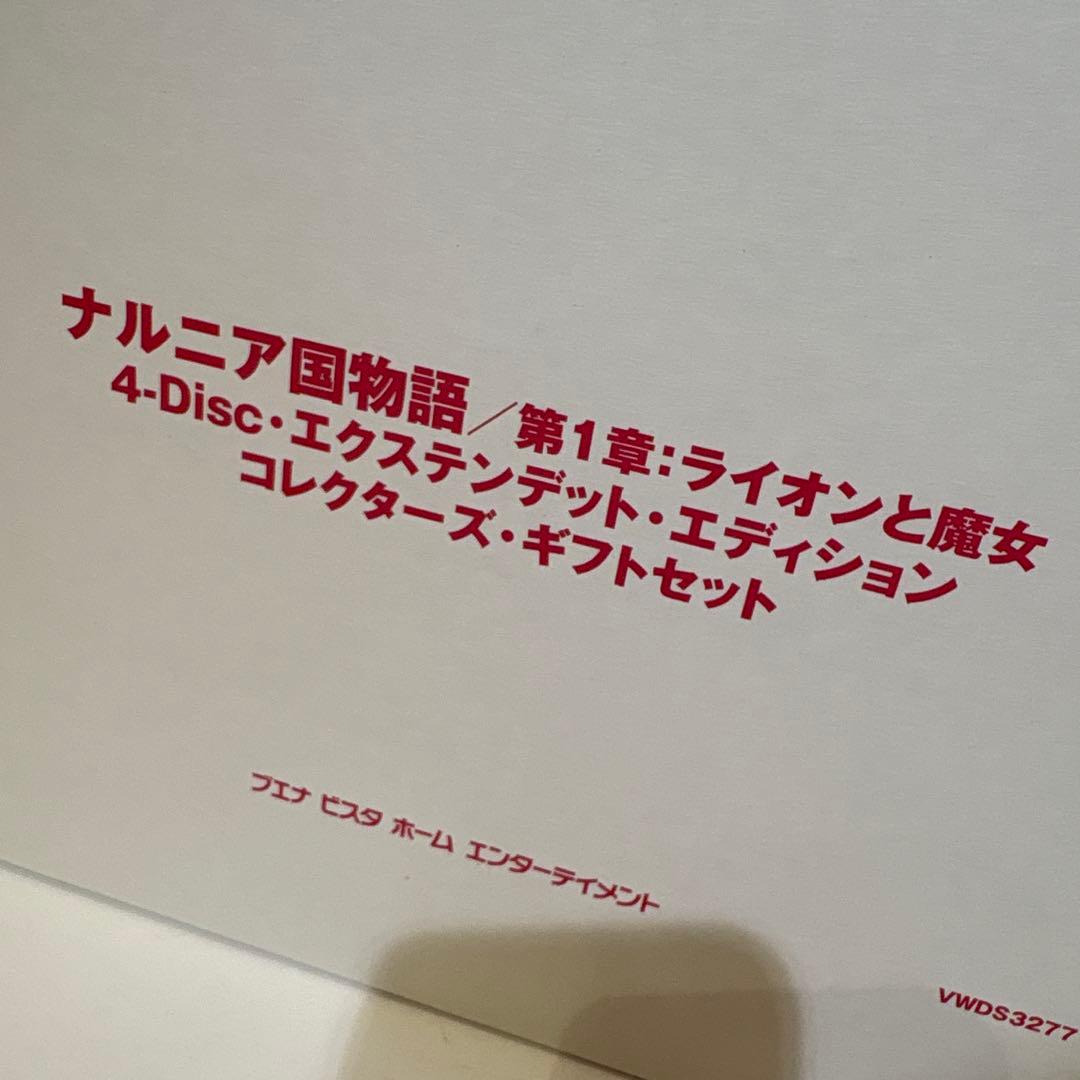 ナルニア国物語／第1章：ライオンと魔女
4-Disc・エクステンデット・エディション
コレクターズ・ギフトセット
ブエナ ビスタ ホーム エンターテイメント
VWDS3277